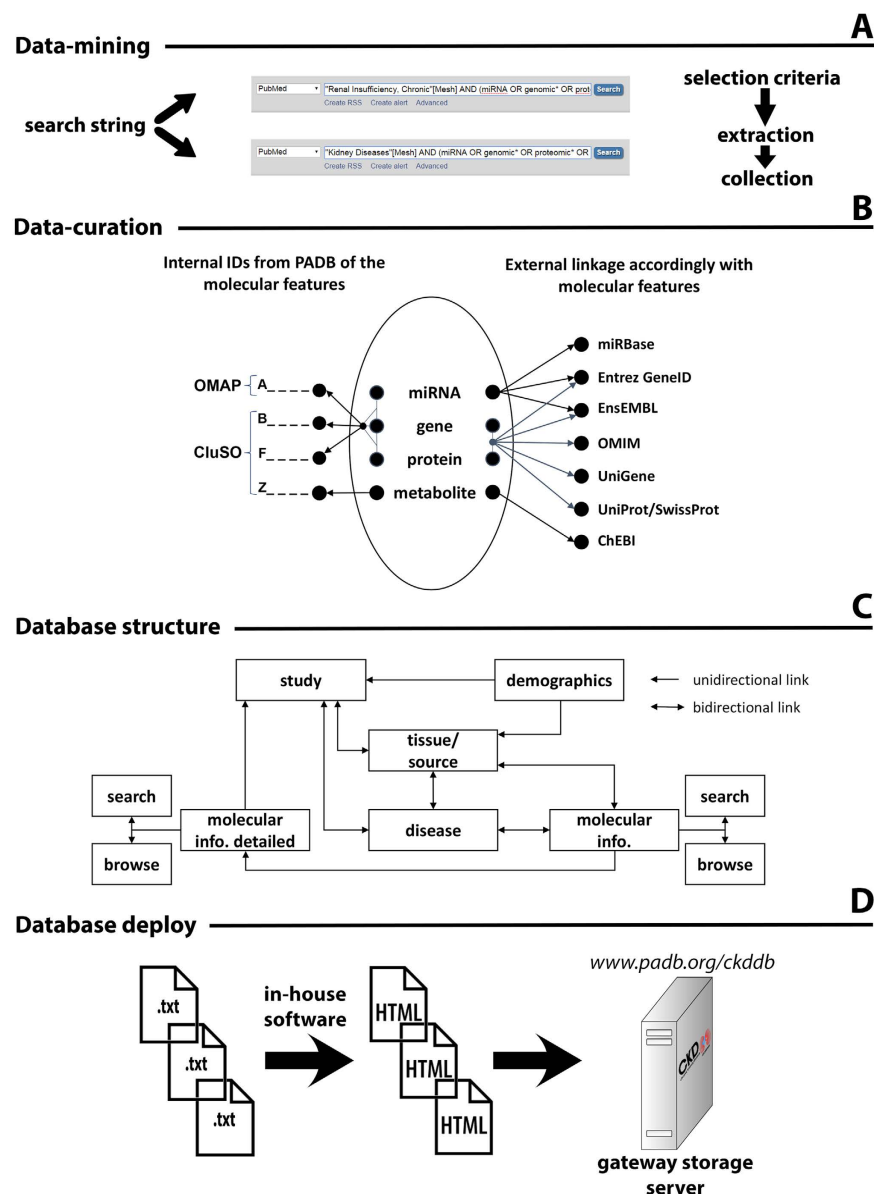 A
Data-mining
search string
PubMed
"Renal Insufficiency, Chronic"[Mesh] AND (miRNA OR genomic* OR prot
Search
Create RSS Create alert Advanced
PubMed
"Kidney Diseases"[Mesh] AND (miRNA OR genomic* OR proteomic* OR
Search
Create RSS Create alert Advanced
selection criteria
extraction
collection
B
Data-curation
Internal IDs from PADB of the
molecular features
External linkage accordingly with
molecular features
OMAP
A_ _ _ _
CluSO
B_ _ _ _
F_ _ _ _
Z_ _ _ _
miRNA
gene
protein
metabolite
miRBase
Entrez GeneID
EnsEMBL
OMIM
UniGene
UniProt/SwissProt
ChEBI
C
Database structure
study
demographics
unidirectional link
bidirectional link
tissue/
source
search
browse
molecular
info. detailed
disease
molecular
info.
search
browse
D
Database deploy
.txt
.txt
.txt
in-house
software
HTML
HTML
HTML
www.padb.org/ckddb
CKD
gateway storage
server